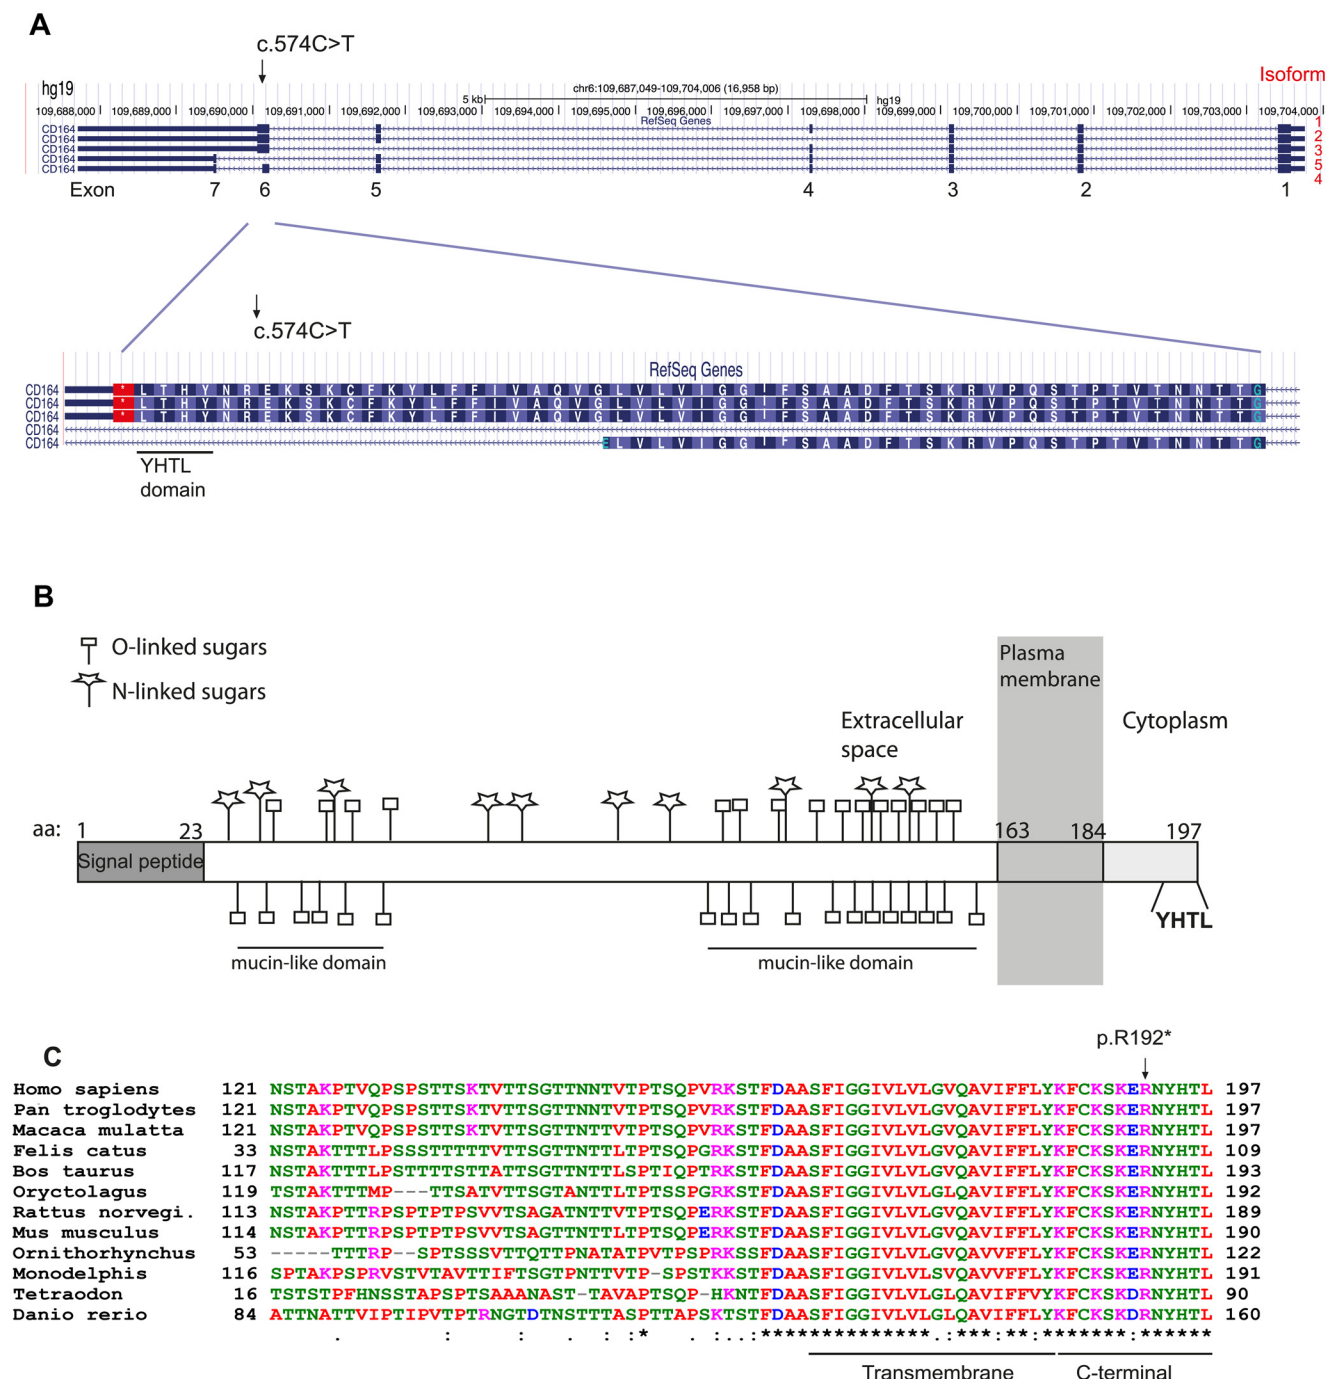 A
c.574C>T
Isoform
hg19
chr6:109,687,049-109,704,006 (16,958 bp)
5 kb
hg19
109,688,000 109,689,000 109,690,000 109,691,000 109,692,000 109,693,000 109,694,000 109,695,000 109,696,000 109,697,000 109,698,000 109,699,000 109,700,000 109,701,000 109,702,000 109,703,000 109,704,000
RefSeq Genes
CD164 1
CD164 2
CD164 3
CD164 5
CD164 4
Exon 7 6 5 4 3 2 1
c.574C>T
RefSeq Genes
CD164 * L T H Y N R E K S K C F K Y L F F I V A Q V G L V L V I G G I F S A A D F T S K R V P Q S T P T V T N N T T G
CD164 * L T H Y N R E K S K C F K Y L F F I V A Q V G L V L V I G G I F S A A D F T S K R V P Q S T P T V T N N T T G
CD164 * L T H Y N R E K S K C F K Y L F F I V A Q V G L V L V I G G I F S A A D F T S K R V P Q S T P T V T N N T T G
CD164
CD164 E L V L V I G G I F S A A D F T S K R V P Q S T P T V T N N T T G
YHTL
domain
B
O-linked sugars
N-linked sugars
Plasma
membrane
Extracellular
space
Cytoplasm
aa: 1 23 163 184 197
Signal peptide
YHTL
mucin-like domain mucin-like domain
C
p.R192*
Homo sapiens 121 NSTAKPTVQPSPSTTSKTVTTSGTTNNTVTPTSQPVRKSTFDAASFIGGIVLVLGVQAVIFFLYKFCKSKERNYHTL 197
Pan troglodytes 121 NSTAKPTVQPSPSTTSKTVTTSGTTNNTVTPTSQPVRKSTFDAASFIGGIVLVLGVQAVIFFLYKFCKSKERNYHTL 197
Macaca mulatta 121 NSTAKPTVQPSPSTTSKTVTTSGTTNNTVTPTSQPVRKSTFDAASFIGGIVLVLGVQAVIFFLYKFCKSKERNYHTL 197
Felis catus 33 NSTAKTTTLPSSSTTTTTVTTSGTTNNTLTPTSQPGRKSTFDAASFIGGIVLVLGVQAVIFFLYKFCKSKERNYHTL 109
Bos taurus 117 NSTAKTTTLPSTTTTSTTATTSGTTNNTLSPTIQPTRKSTFDAASFIGGIVLVLGVQAVIFFLYKFCKSKERNYHTL 193
Oryctolagus 119 TSTAKTTTMP---TTSATVTTSGTANTTLTPTSSPGRKSTFDAASFIGGIVLVLGLQAVIFFLYKFCKSKERNYHTL 192
Rattus norvegi. 113 NSTAKPTTRPSPTPTPSVVTSAGATNNTVTPTSQPERKSTFDAASFIGGIVLVLGVQAVIFFLYKFCKSKERNYHTL 189
Mus musculus 114 NSTAKPTTRPSPTPTPSVVTSAGTTNNTLTPTSQPERKSTFDAASFIGGIVLVLGVQAVIFFLYKFCKSKERNYHTL 190
Ornithorhynchus 53 -----TTTRP--SPTSSSVTTQTTPNATATPVTPSPRKSSFDAASFIGGIVLVLGVQAVVFFLYKFCKSKERNYHTL 122
Monodelphis 116 SPTAKPSPRVSTVTAVTTIFTSGTPNTTVTP-SPSTKKSTFDAASFIGGIVLVLSVQAVIFFLYKFCKSKERNYHTL 191
Tetraodon 16 TSTSTPFHNSSTAPSPTSAAANAST-TAVAPTSQP-HKNTFDAASFIGGIVLVLGLQAVIFFVYKFCKSKDRNYHTL 90
Danio rerio 84 ATTNATTVIPTIPVTPTRNGTDTNSTTTASPTTAPSKTSTFDAASFIGGIVLVLGLQAVIFFLYKFCKSKDRNYHTL 160
. : : . : :* . :..:**************.:***:**:*******:******
Transmembrane C-terminal